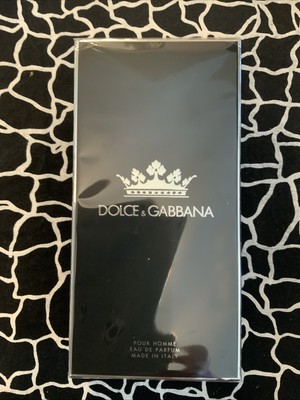 DOLCE & GABBANA
POUR HOMME
EAU DE PARFUM
MADE IN ITALY